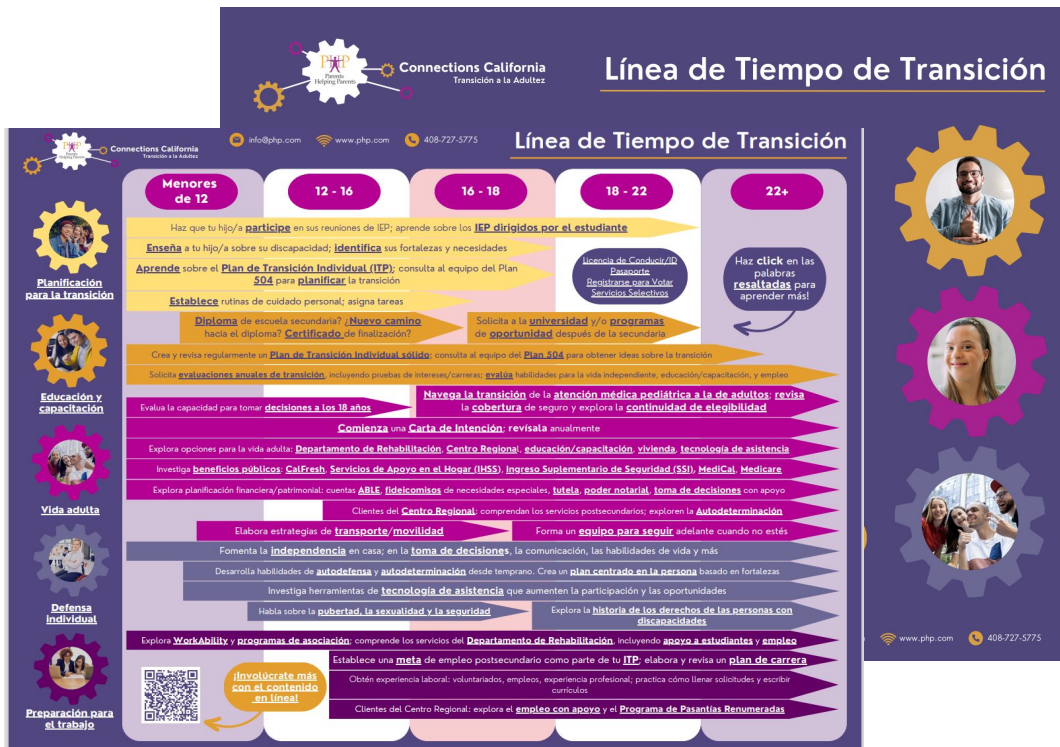 PHP
Parents
Helping Parents
Connections California
Transición a la Adultez
Línea de Tiempo de Transición
info@php.com
www.php.com
408-727-5775
PHP
Parents
Helping Parents
Connections California
Transición a la Adultez
Línea de Tiempo de Transición
Menores
de 12
12 - 16
16 - 18
18 - 22
22+
Planificación
para la transición
Haz que tu hijo/a participe en sus reuniones de IEP; aprende sobre los IEP dirigidos por el estudiante
Enseña a tu hijo/a sobre su discapacidad; identifica sus fortalezas y necesidades
Aprende sobre el Plan de Transición Individual (ITP); consulta al equipo del Plan
504 para planificar la transición
Establece rutinas de cuidado personal; asigna tareas
Licencia de Conducir/ID
Pasaporte
Registrarse para Votar
Servicios Selectivos
Haz click en las
palabras
resaltadas para
aprender más!
Educación y
capacitación
Diploma de escuela secundaria? ¿Nuevo camino
hacia el diploma? Certificado de finalización?
Solicita a la universidad y/o programas
de oportunidad después de la secundaria
Crea y revisa regularmente un Plan de Transición Individual sólido; consulta al equipo del Plan 504 para obtener ideas sobre la transición
Solicita evaluaciones anuales de transición, incluyendo pruebas de intereses/carreras; evalúa habilidades para la vida independiente, educación/capacitación, y empleo
Vida adulta
Evalua la capacidad para tomar decisiones a los 18 años
Navega la transición de la atención médica pediátrica a la de adultos; revisa
la cobertura de seguro y explora la continuidad de elegibilidad
Comienza una Carta de Intención; revísala anualmente
Explora opciones para la vida adulta: Departamento de Rehabilitación, Centro Regional, educación/capacitación, vivienda, tecnología de asistencia
Investiga beneficios públicos: CalFresh, Servicios de Apoyo en el Hogar (IHSS), Ingreso Suplementario de Seguridad (SSI), MediCal, Medicare
Explora planificación financiera/patrimonial: cuentas ABLE, fideicomisos de necesidades especiales, tutela, poder notarial, toma de decisiones con apoyo
Clientes del Centro Regional: comprendan los servicios postsecundarios; exploren la Autodeterminación
Elabora estrategias de transporte/movilidad
Forma un equipo para seguir adelante cuando no estés
Defensa
individual
Fomenta la independencia en casa; en la toma de decisiones, la comunicación, las habilidades de vida y más
Desarrolla habilidades de autodefensa y autodeterminación desde temprano. Crea un plan centrado en la persona basado en fortalezas
Investiga herramientas de tecnología de asistencia que aumenten la participación y las oportunidades
Habla sobre la pubertad, la sexualidad y la seguridad
Explora la historia de los derechos de las personas con
discapacidades
Preparación para
el trabajo
Explora WorkAbility y programas de asociación; comprende los servicios del Departamento de Rehabilitación, incluyendo apoyo a estudiantes y empleo
Establece una meta de empleo postsecundario como parte de tu ITP; elabora y revisa un plan de carrera
Obtén experiencia laboral: voluntariados, empleos, experiencia profesional; practica cómo llenar solicitudes y escribir
currículos
Clientes del Centro Regional: explora el empleo con apoyo y el Programa de Pasantías Renumeradas
¡Involúcrate más
con el contenido
en línea!
www.php.com
408-727-5775